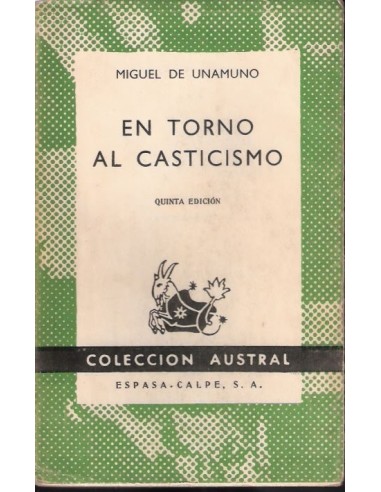 MIGUEL DE UNAMUNO
EN TORNO
AL CASTICISMO
QUINTA EDICIÓN
COLECCION AUSTRAL
ESPASA-CALPE, S. A.